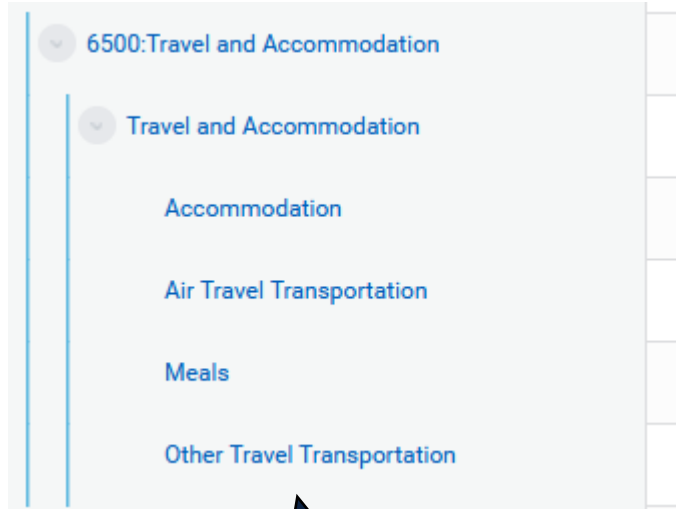 6500:Travel and Accommodation
Travel and Accommodation
Accommodation
Air Travel Transportation
Meals
Other Travel Transportation